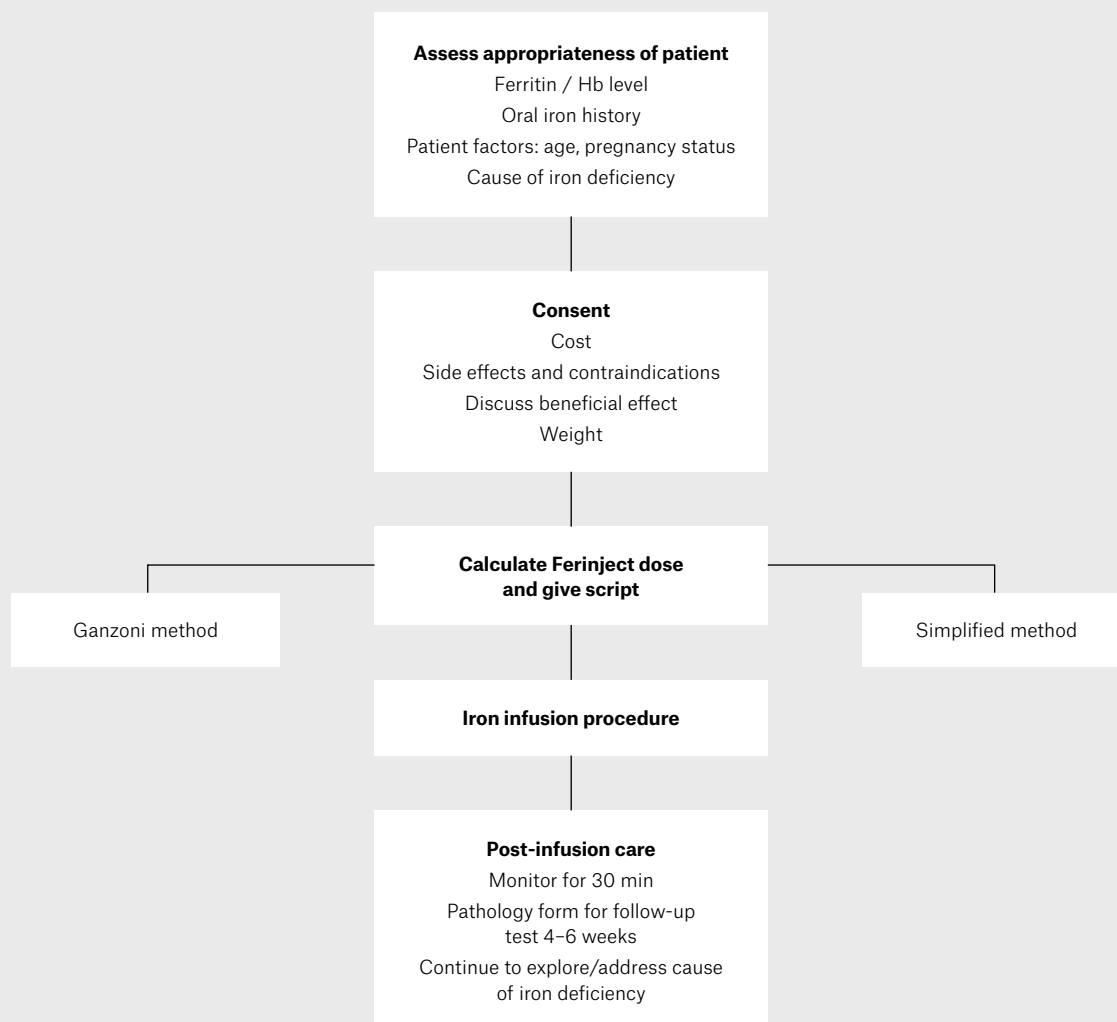 Assess appropriateness of patient
Ferritin / Hb level
Oral iron history
Patient factors: age, pregnancy status
Cause of iron deficiency
Consent
Cost
Side effects and contraindications
Discuss beneficial effect
Weight
Calculate Ferinject dose
and give script
Ganzoni method
Simplified method
Iron infusion procedure
Post-infusion care
Monitor for 30 min
Pathology form for follow-up
test 4–6 weeks
Continue to explore/address cause
of iron deficiency